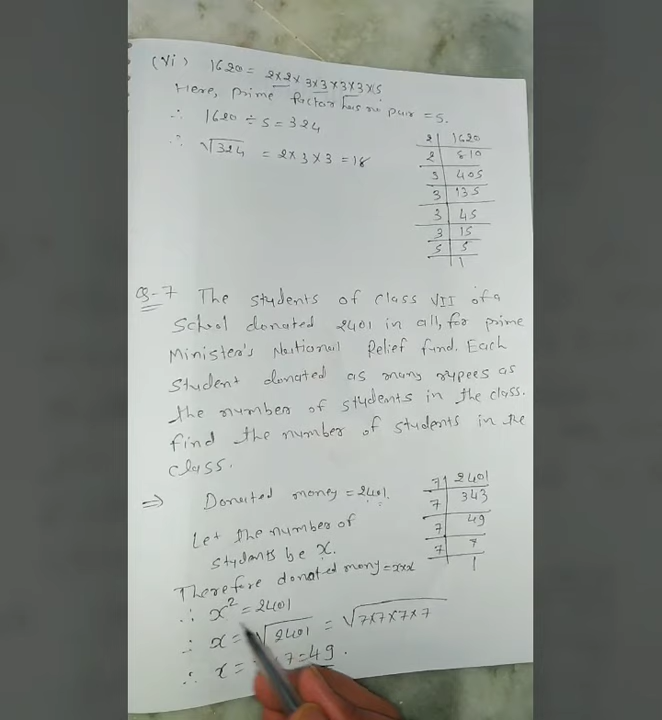 (vi) 1620 = 2×2×3×3×3×3×5
Here, prime factor has no pair = 5.
∴ 1620 ÷ 5 = 324
∴ √324 = 2×3×3 = 18
2 | 1620
2 | 810
3 | 405
3 | 135
3 | 45
3 | 15
5 | 5
| 1
Q-7 The students of class VII of a
School donated 2401 in all, for prime
Minister's National Relief fund. Each
Student donated as many rupees as
the number of students in the class.
find the number of students in the
class.
⇒ Donated money = 2401.
Let the number of
students be x.
Therefore donated mony = x×x
∴ x² = 2401
∴ x = √2401 = √7×7×7×7
∴ x = 7 = 49.
7 | 2401
7 | 343
7 | 49
7 | 7
| 1